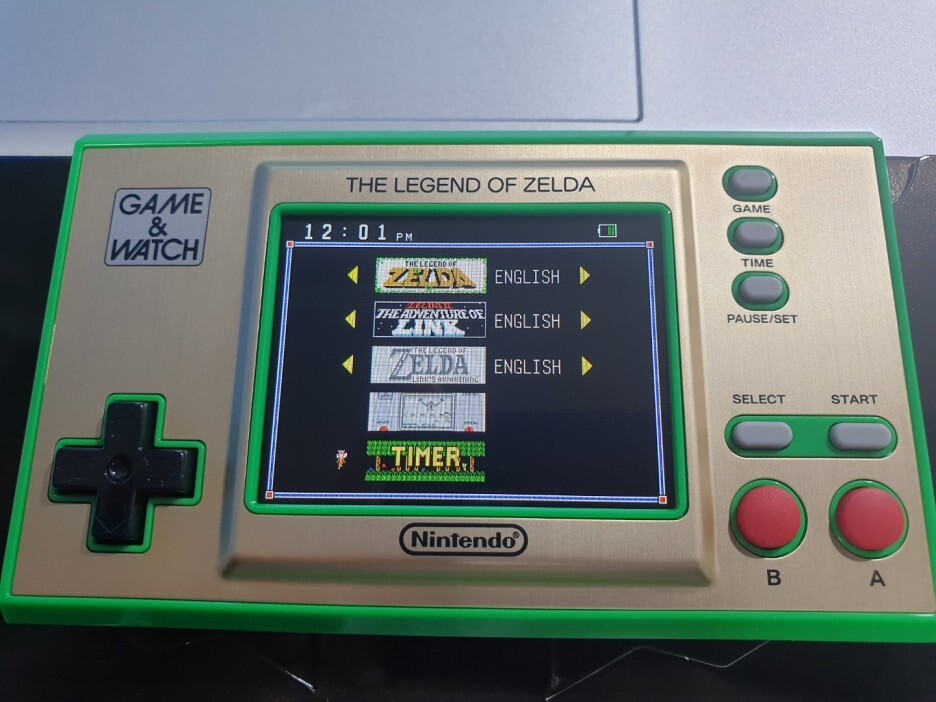 THE LEGEND OF ZELDA
GAME
&
WATCH
12:01 PM
THE LEGEND OF
ZELDA
ENGLISH
ZELDA II
THE ADVENTURE OF
LINK
ENGLISH
THE LEGEND OF
ZELDA
LINK'S AWAKENING
ENGLISH
TIMER
Nintendo®
GAME
TIME
PAUSE/SET
SELECT
START
B
A